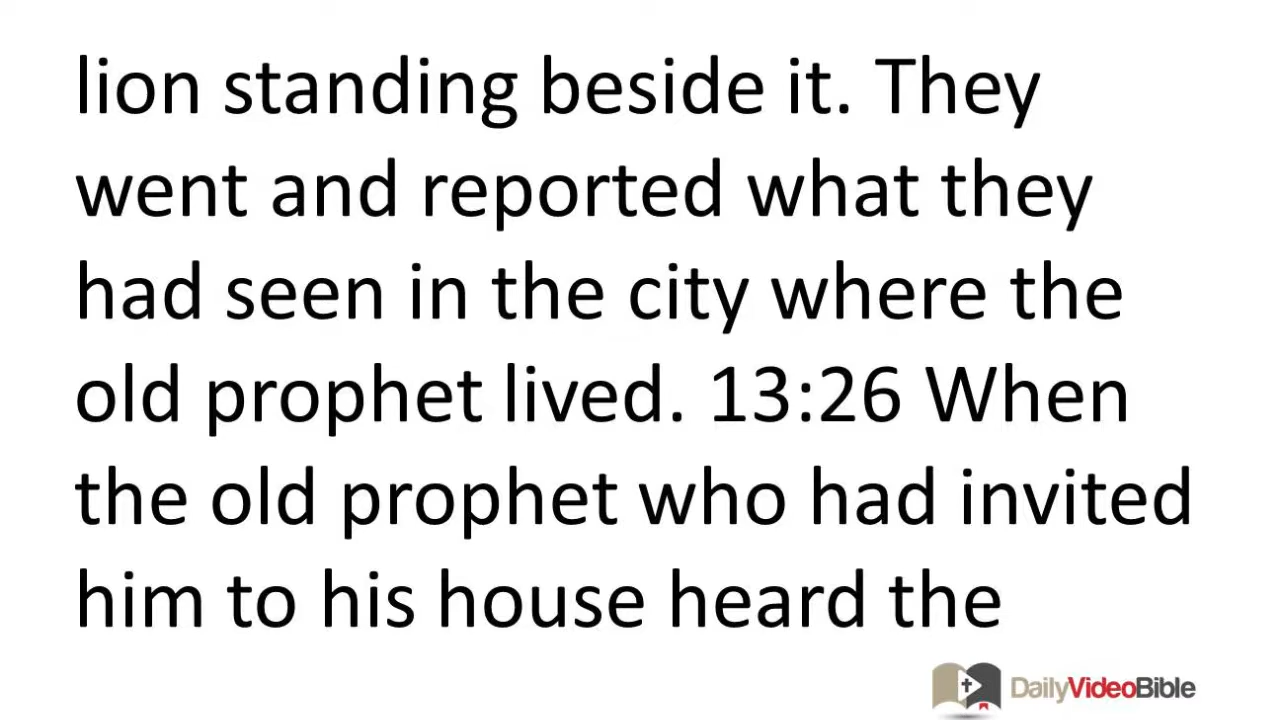 lion standing beside it. They
went and reported what they
had seen in the city where the
old prophet lived. 13:26 When
the old prophet who had invited
him to his house heard the
DailyVideoBible